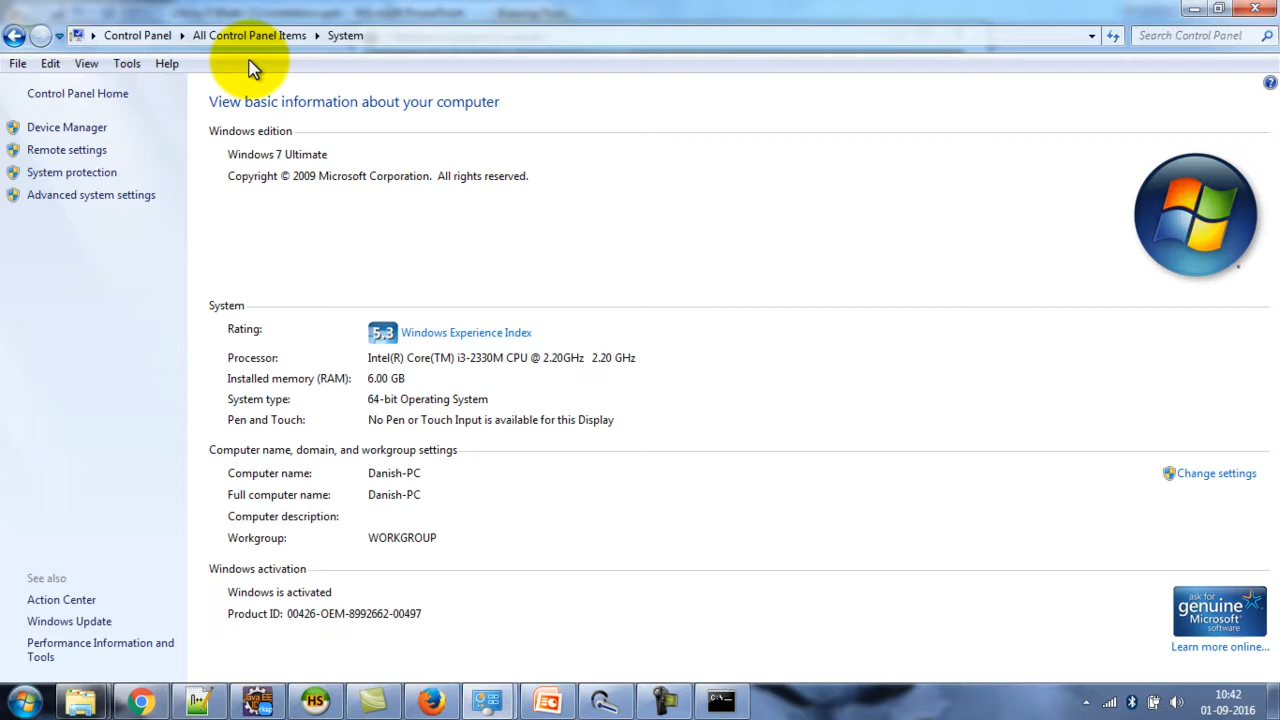 Control Panel ▸ All Control Panel Items ▸ System
Search Control Panel
File Edit View Tools Help
Control Panel Home
Device Manager
Remote settings
System protection
Advanced system settings
View basic information about your computer
Windows edition
Windows 7 Ultimate
Copyright © 2009 Microsoft Corporation. All rights reserved.
System
Rating: 5.3 Windows Experience Index
Processor: Intel(R) Core(TM) i3-2330M CPU @ 2.20GHz 2.20 GHz
Installed memory (RAM): 6.00 GB
System type: 64-bit Operating System
Pen and Touch: No Pen or Touch Input is available for this Display
Computer name, domain, and workgroup settings
Computer name: Danish-PC
Change settings
Full computer name: Danish-PC
Computer description:
Workgroup: WORKGROUP
Windows activation
Windows is activated
Product ID: 00426-OEM-8992662-00497
ask for
genuine
Microsoft
software
Learn more online...
See also
Action Center
Windows Update
Performance Information and
Tools
Java EE
HS
10:42
01-09-2016